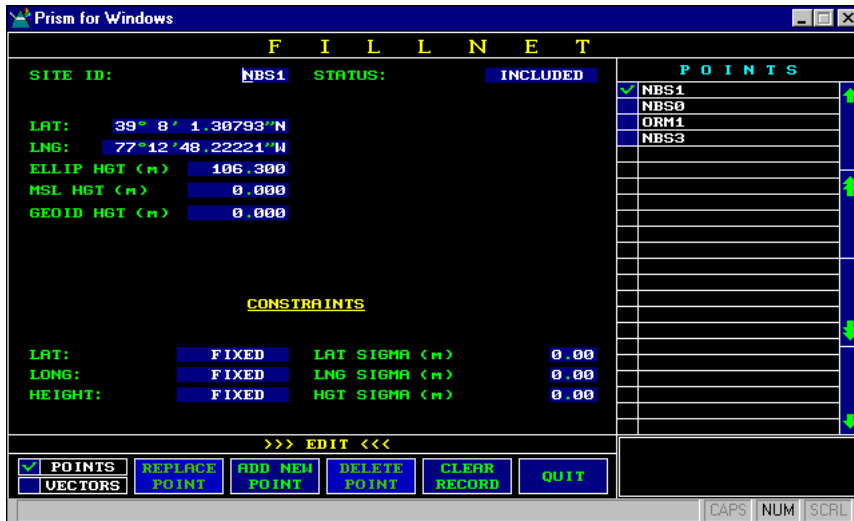 Prism for Windows
F I L L N E T
SITE ID: NBS1 STATUS: INCLUDED
LAT: 39° 8' 1.30793"N
LNG: 77°12'48.22221"W
ELLIP HGT (m) 106.300
MSL HGT (m) 0.000
GEOID HGT (m) 0.000
CONSTRAINTS
LAT: FIXED LAT SIGMA (m) 0.00
LONG: FIXED LNG SIGMA (m) 0.00
HEIGHT: FIXED HGT SIGMA (m) 0.00
P O I N T S
NBS1
NBS0
ORM1
NBS3
>>> EDIT <<<
POINTS
VECTORS
REPLACE
POINT
ADD NEW
POINT
DELETE
POINT
CLEAR
RECORD
QUIT
CAPS NUM SCRL